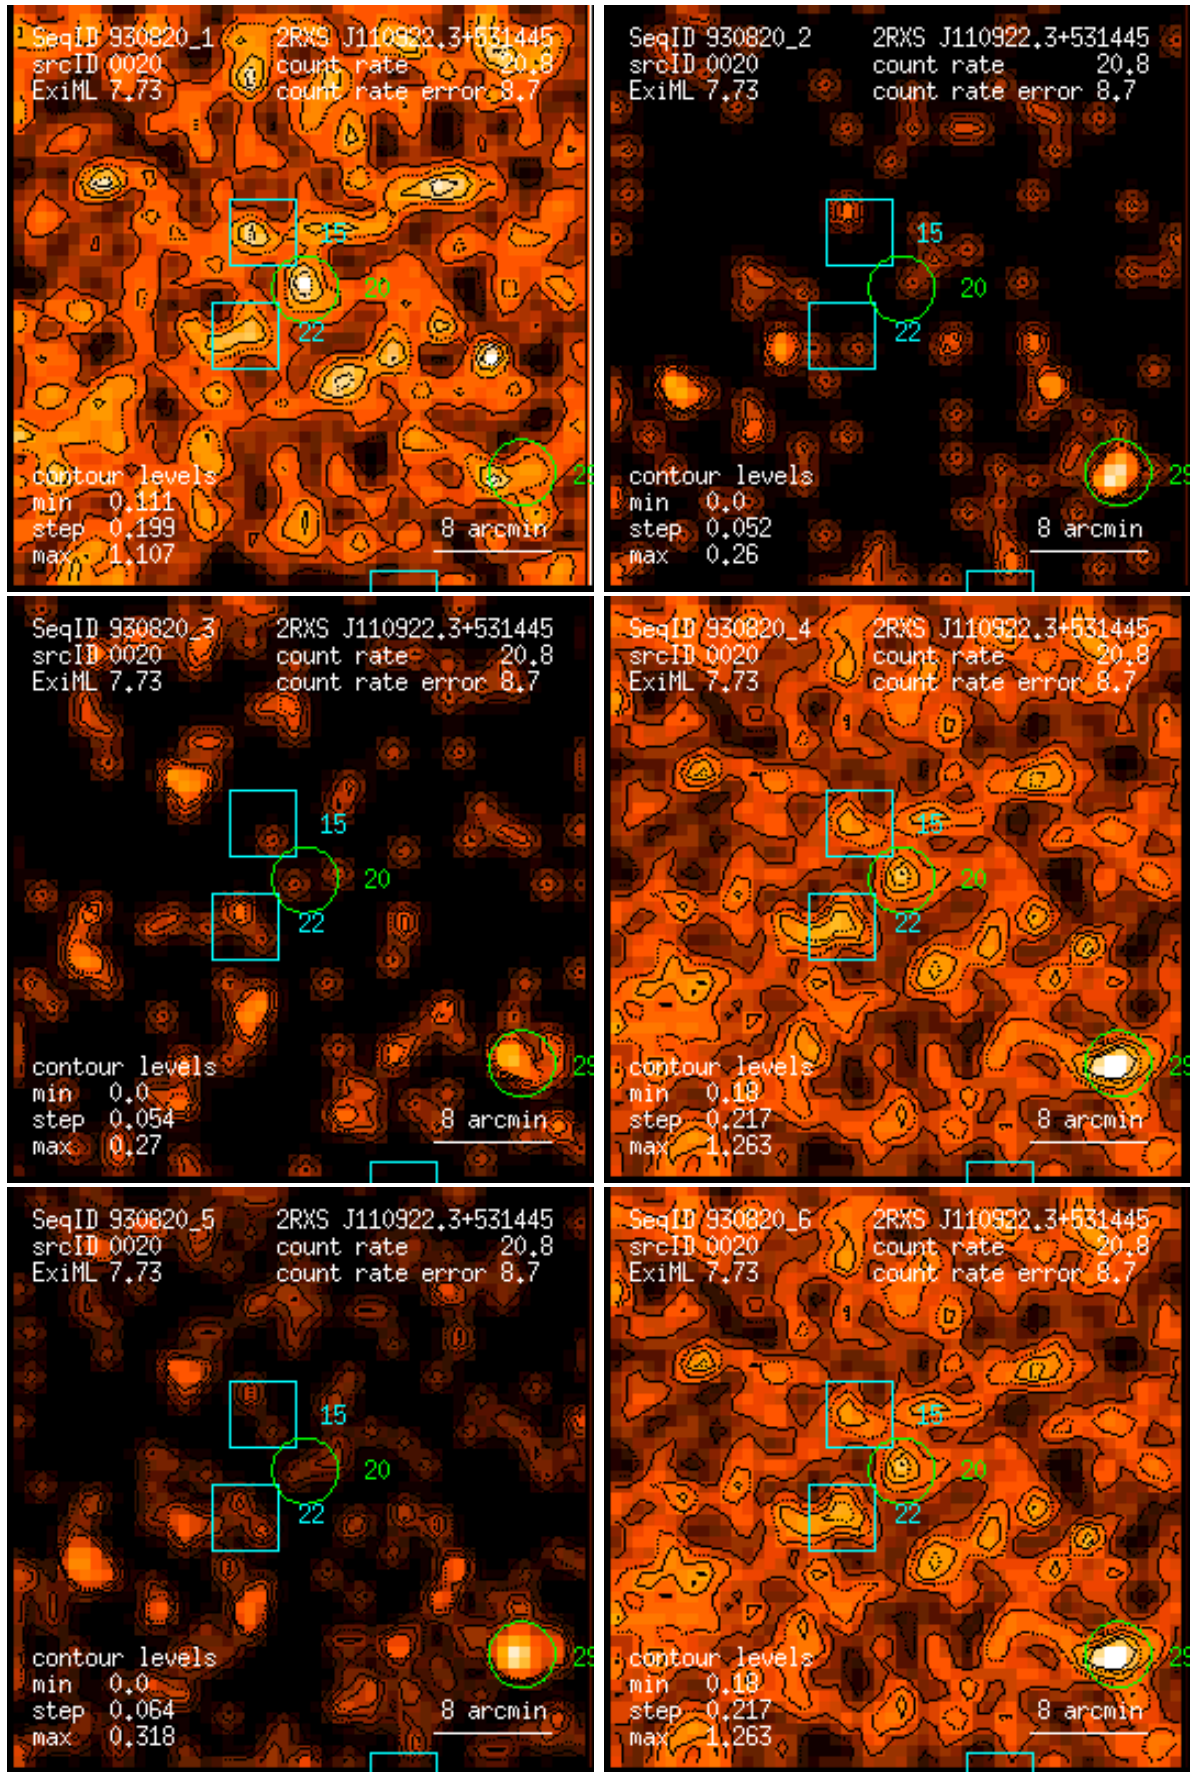 SeqID 930820_1 2RXS J110922.3+531445
srcID 0020 count rate 20.8
ExiML 7.73 count rate error 8.7
15
20
22
29
contour levels
min 0.111
step 0.199
max 1.107
8 arcmin
SeqID 930820_2 2RXS J110922.3+531445
srcID 0020 count rate 20.8
ExiML 7.73 count rate error 8.7
15
20
22
29
contour levels
min 0.0
step 0.052
max 0.26
8 arcmin
SeqID 930820_3 2RXS J110922.3+531445
srcID 0020 count rate 20.8
ExiML 7.73 count rate error 8.7
15
20
22
29
contour levels
min 0.0
step 0.054
max 0.27
8 arcmin
SeqID 930820_4 2RXS J110922.3+531445
srcID 0020 count rate 20.8
ExiML 7.73 count rate error 8.7
15
20
22
29
contour levels
min 0.18
step 0.217
max 1.263
8 arcmin
SeqID 930820_5 2RXS J110922.3+531445
srcID 0020 count rate 20.8
ExiML 7.73 count rate error 8.7
15
20
22
29
contour levels
min 0.0
step 0.064
max 0.318
8 arcmin
SeqID 930820_6 2RXS J110922.3+531445
srcID 0020 count rate 20.8
ExiML 7.73 count rate error 8.7
15
20
22
29
contour levels
min 0.18
step 0.217
max 1.263
8 arcmin